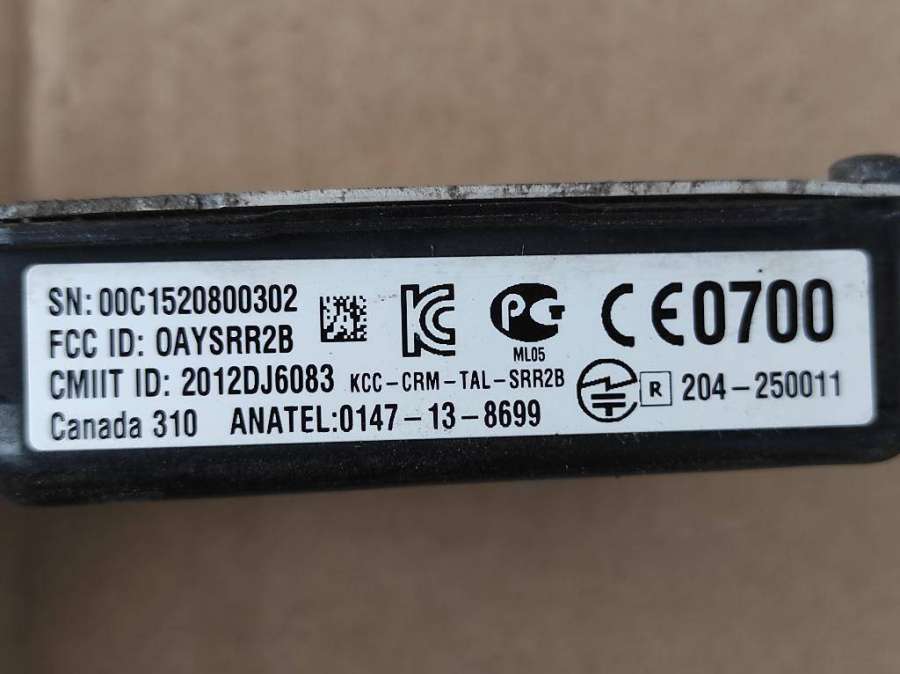 SN: 00C1520800302
FCC ID: OAYSRR2B
CMIIT ID: 2012DJ6083
Canada 310 ANATEL:0147-13-8699
KC
KCC-CRM-TAL-SRR2B
PG
ML05
CE0700
R 204-250011